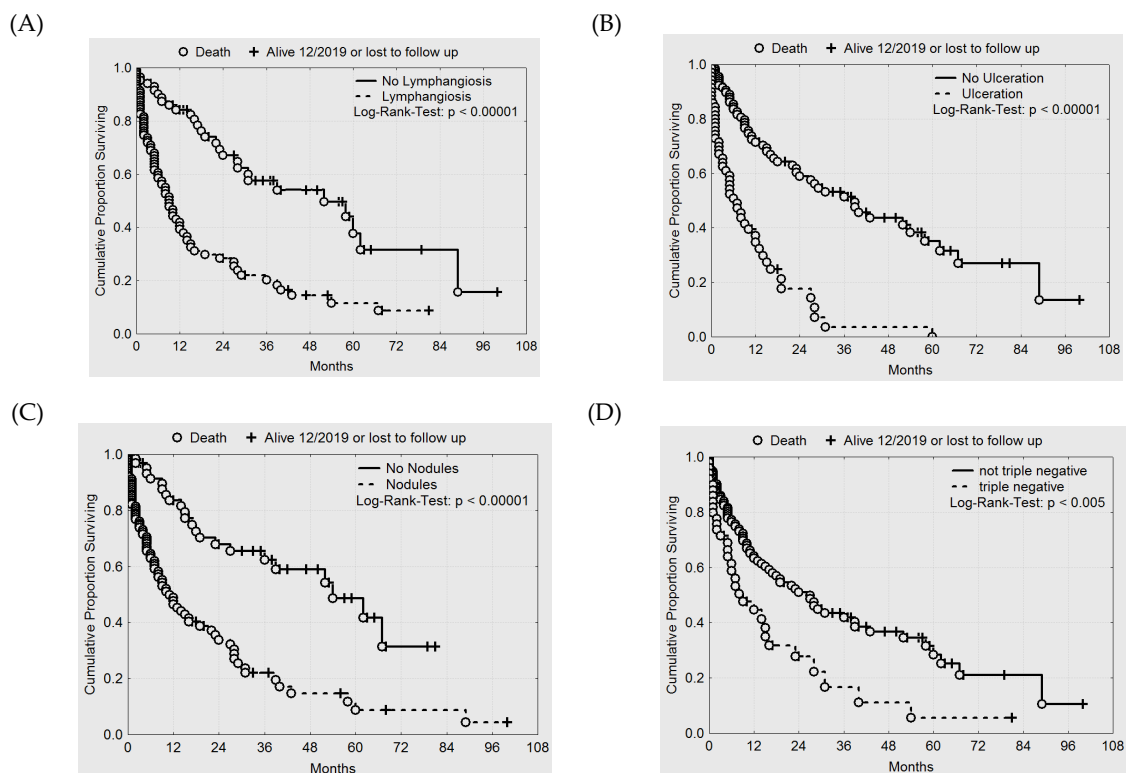 (A)
Death Alive 12/2019 or lost to follow up
No Lymphangiosis
Lymphangiosis
Log-Rank-Test: p < 0.00001
Cumulative Proportion Surviving
1.0
0.8
0.6
0.4
0.2
0.0
0 12 24 36 48 60 72 84 96 108
Months
(B)
Death Alive 12/2019 or lost to follow up
No Ulceration
Ulceration
Log-Rank-Test: p < 0.00001
Cumulative Proportion Surviving
1.0
0.8
0.6
0.4
0.2
0.0
0 12 24 36 48 60 72 84 96 108
Months
(C)
Death Alive 12/2019 or lost to follow up
No Nodules
Nodules
Log-Rank-Test: p < 0.00001
Cumulative Proportion Surviving
1.0
0.8
0.6
0.4
0.2
0.0
0 12 24 36 48 60 72 84 96 108
Months
(D)
Death Alive 12/2019 or lost to follow up
not triple negative
triple negative
Log-Rank-Test: p < 0.005
Cumulative Proportion Surviving
1.0
0.8
0.6
0.4
0.2
0.0
0 12 24 36 48 60 72 84 96 108
Months